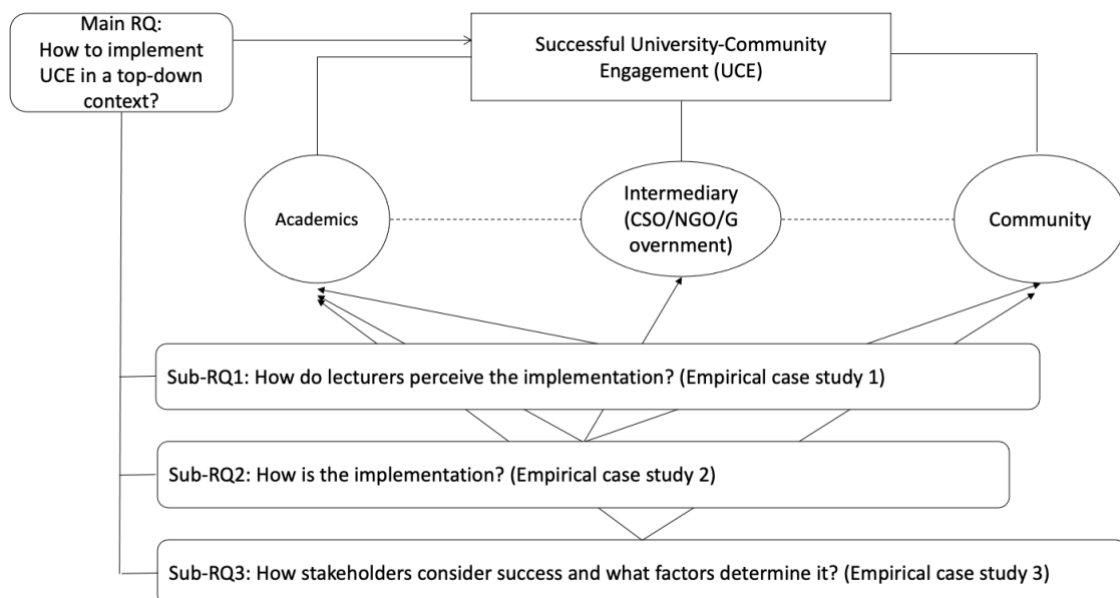 Main RQ:
How to implement
UCE in a top-down
context?
Successful University-Community
Engagement (UCE)
Academics
Intermediary
(CSO/NGO/G
overnment)
Community
Sub-RQ1: How do lecturers perceive the implementation? (Empirical case study 1)
Sub-RQ2: How is the implementation? (Empirical case study 2)
Sub-RQ3: How stakeholders consider success and what factors determine it? (Empirical case study 3)